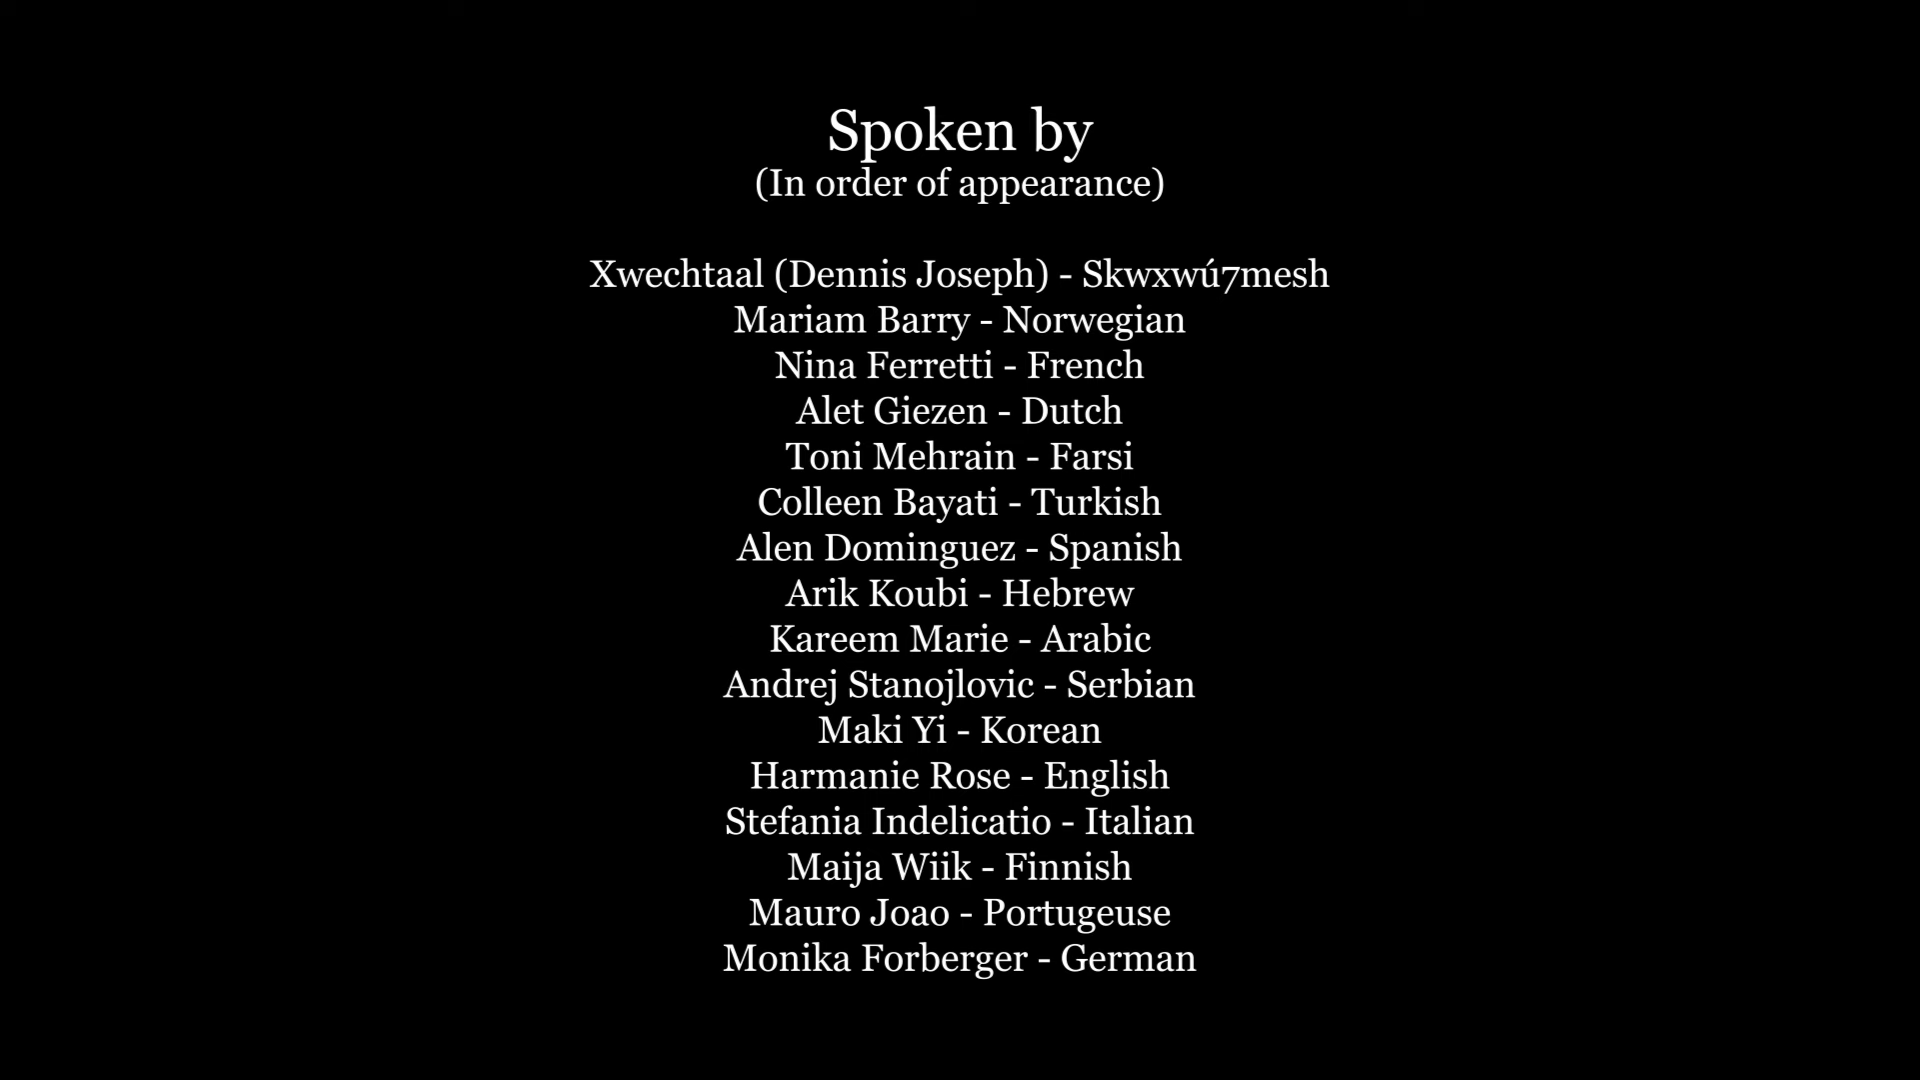 Spoken by
(In order of appearance)
Xwechtaal (Dennis Joseph) - Skwxwú7mesh
Mariam Barry - Norwegian
Nina Ferretti - French
Alet Giezen - Dutch
Toni Mehrain - Farsi
Colleen Bayati - Turkish
Alen Dominguez - Spanish
Arik Koubi - Hebrew
Kareem Marie - Arabic
Andrej Stanojlovic - Serbian
Maki Yi - Korean
Harmanie Rose - English
Stefania Indelicatio - Italian
Maija Wiik - Finnish
Mauro Joao - Portugeuse
Monika Forberger - German